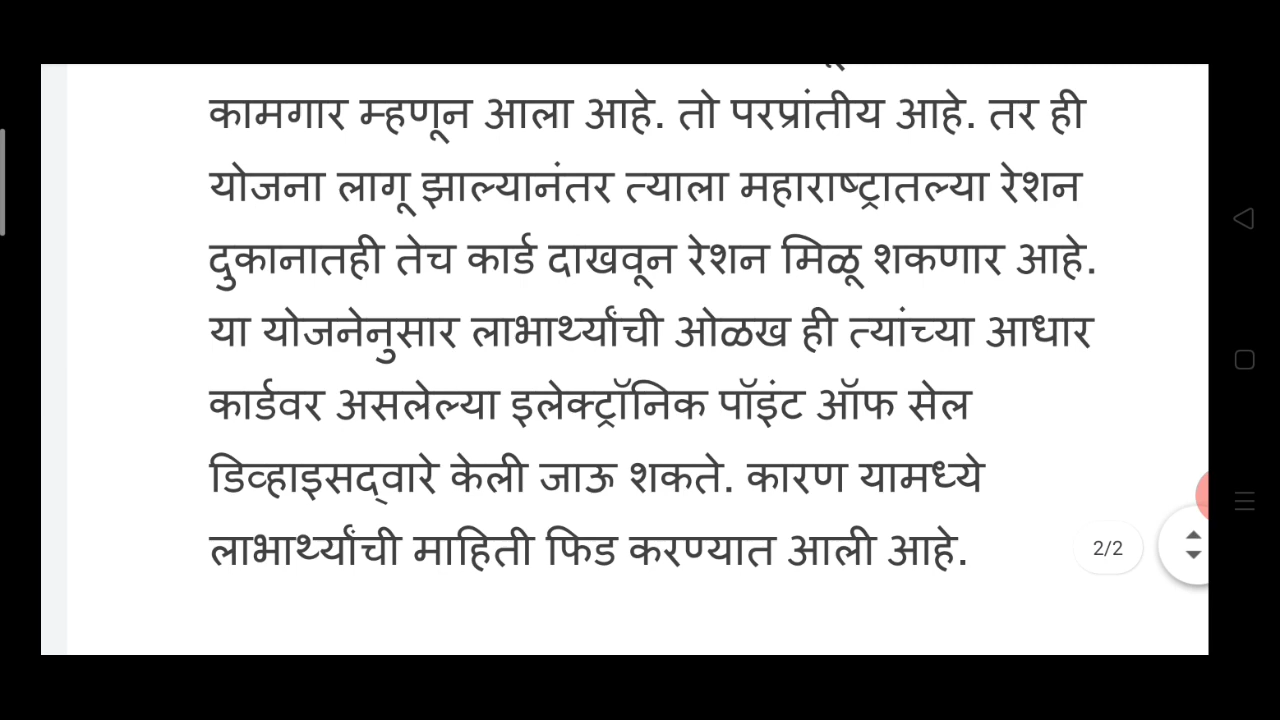 कामगार म्हणून आला आहे. तो परप्रांतीय आहे. तर ही
योजना लागू झाल्यानंतर त्याला महाराष्ट्रातल्या रेशन
दुकानातही तेच कार्ड दाखवून रेशन मिळू शकणार आहे.
या योजनेनुसार लाभार्थ्यांची ओळख ही त्यांच्या आधार
कार्डवर असलेल्या इलेक्ट्रॉनिक पॉइंट ऑफ सेल
डिव्हाइसद्‌वारे केली जाऊ शकते. कारण यामध्ये
लाभार्थ्यांची माहिती फिड करण्यात आली आहे.
2/2